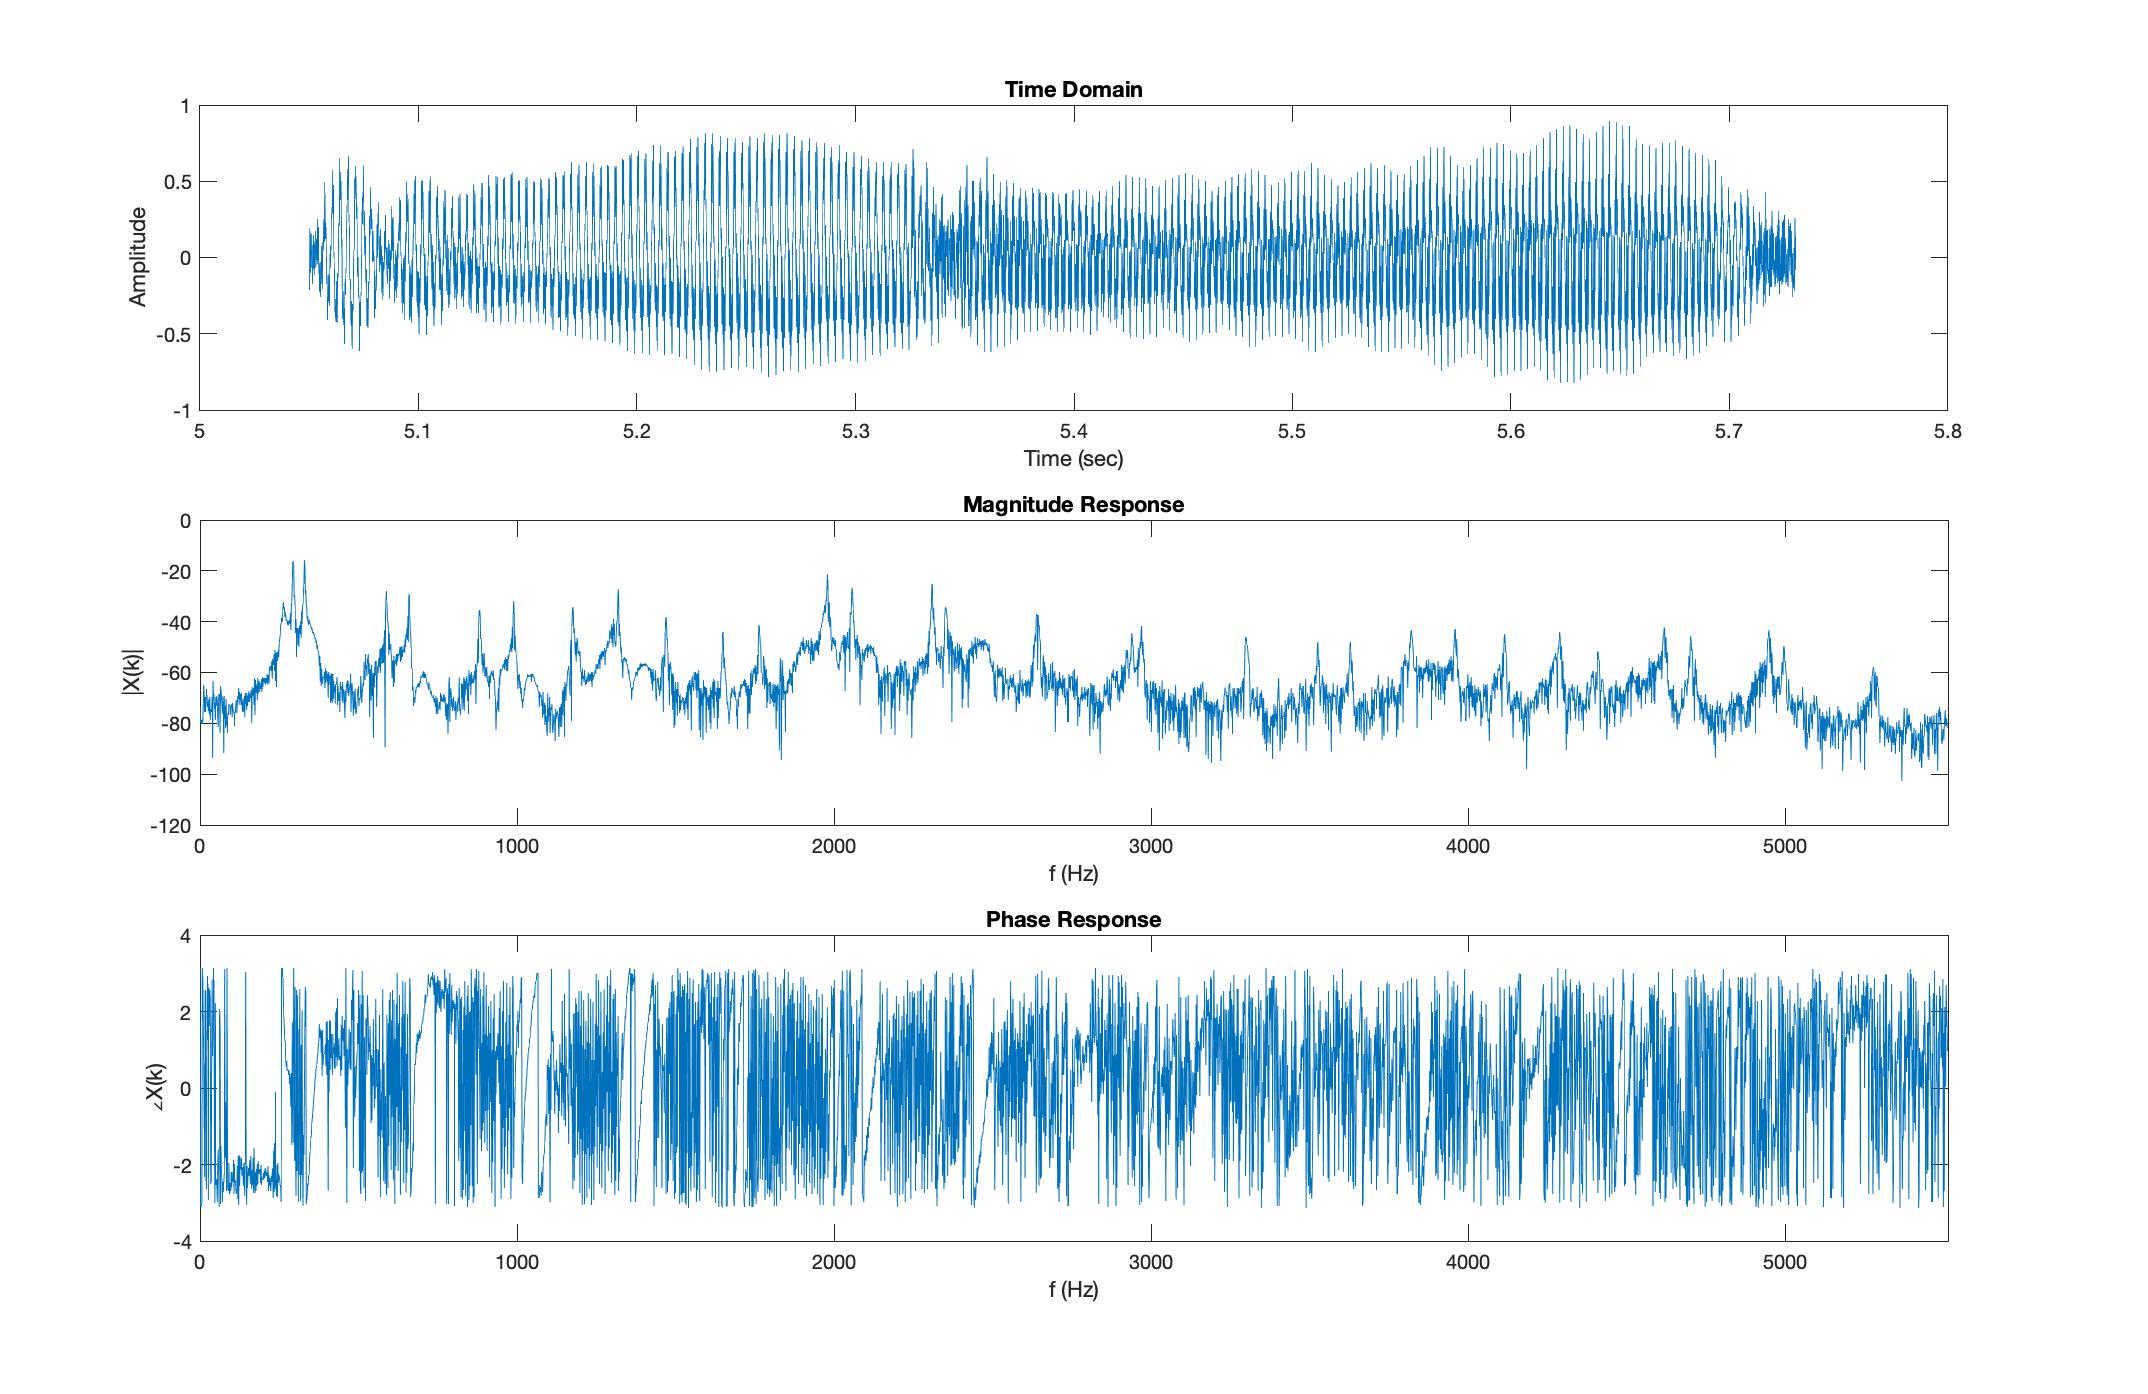 Time Domain
1
0.5
0
-0.5
-1
Amplitude
5 5.1 5.2 5.3 5.4 5.5 5.6 5.7 5.8
Time (sec)
Magnitude Response
0
-20
-40
-60
-80
-100
-120
|X(k)|
0 1000 2000 3000 4000 5000
f (Hz)
Phase Response
4
2
0
-2
-4
∠X(k)
0 1000 2000 3000 4000 5000
f (Hz)